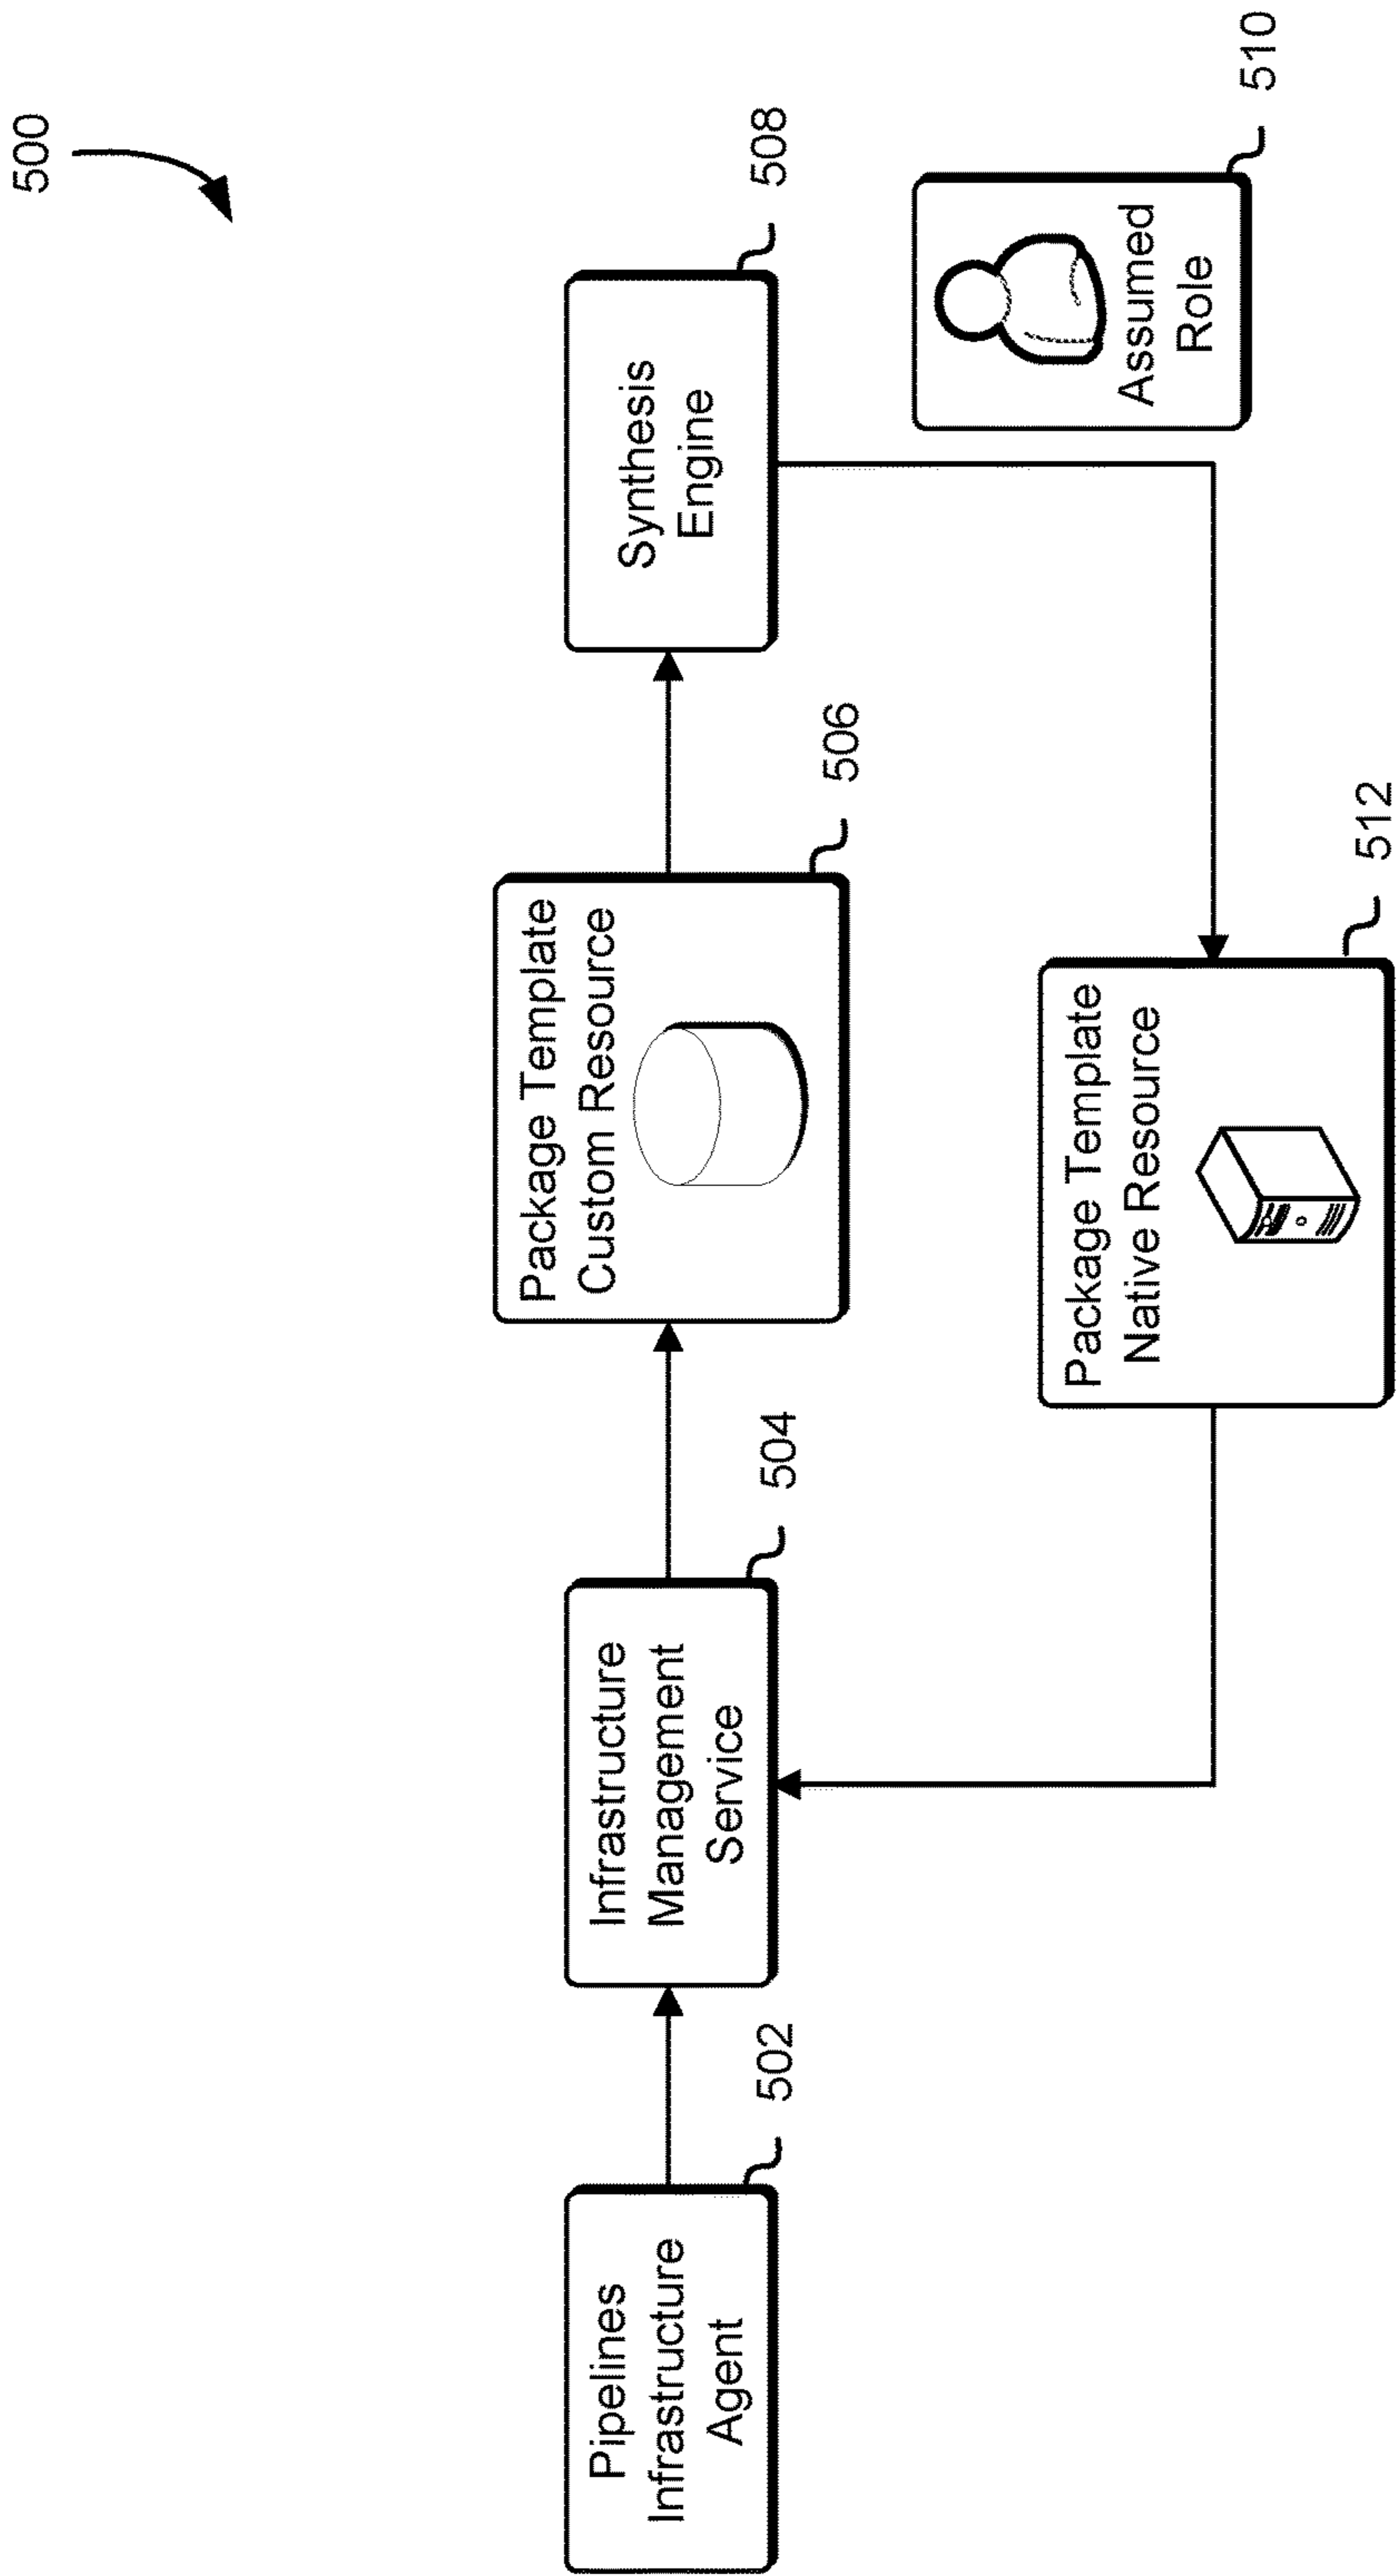 500
Pipelines
Infrastructure
Agent
502
Infrastructure
Management
Service
504
Package Template
Custom Resource
506
Synthesis
Engine
508
Assumed
Role
510
Package Template
Native Resource
512